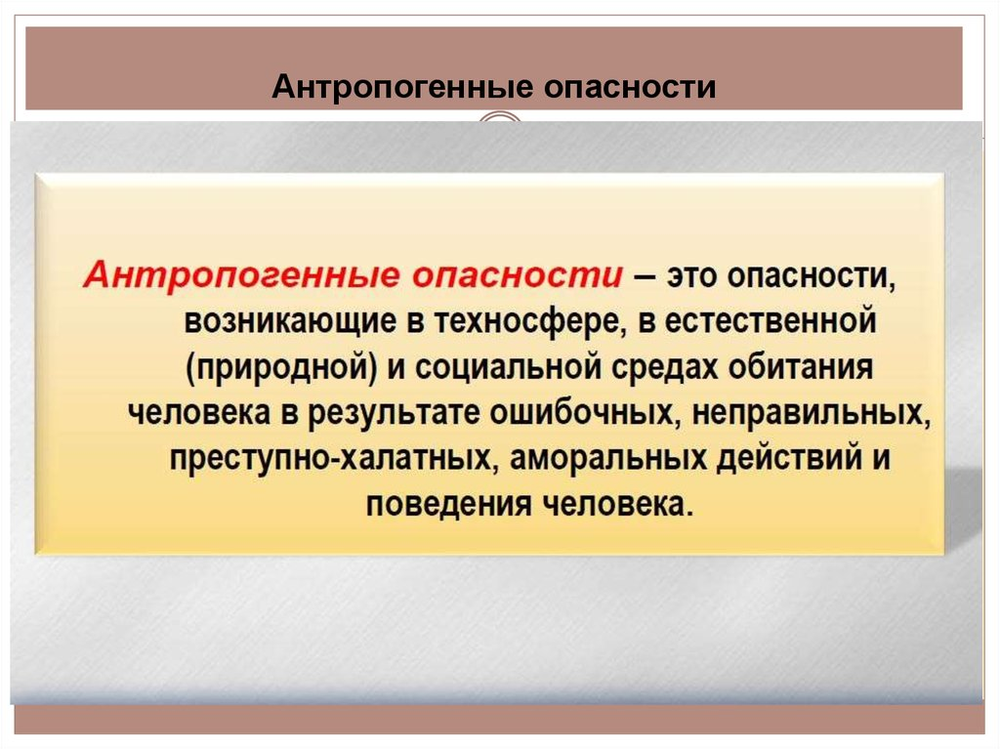 Антропогенные опасности
Антропогенные опасности – это опасности,
возникающие в техносфере, в естественной
(природной) и социальной средах обитания
человека в результате ошибочных, неправильных,
преступно-халатных, аморальных действий и
поведения человека.